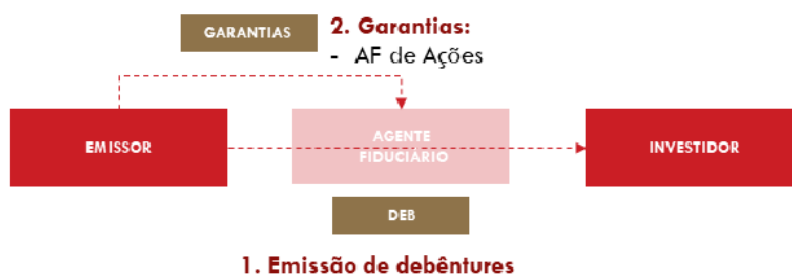 GARANTIAS
2. Garantias:
- AF de Ações
EMISSOR
AGENTE
FIDUCIÁRIO
INVESTIDOR
DEB
1. Emissão de debêntures